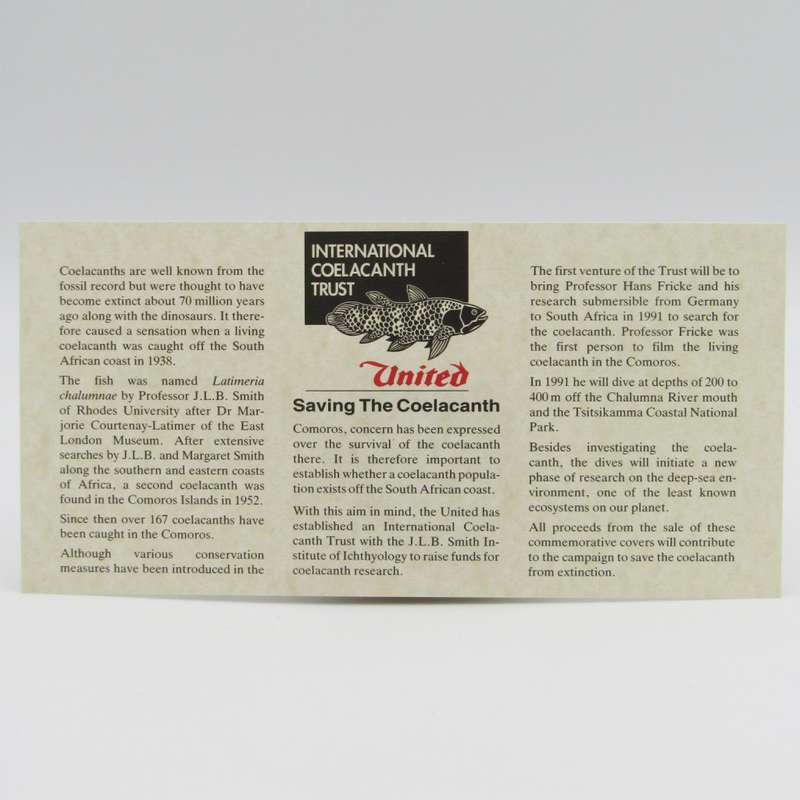 Coelacanths are well known from the
fossil record but were thought to have
become extinct about 70 million years
ago along with the dinosaurs. It there-
fore caused a sensation when a living
coelacanth was caught off the South
African coast in 1938.
The fish was named Latimeria
chalumnae by Professor J.L.B. Smith
of Rhodes University after Dr Mar-
jorie Courtenay-Latimer of the East
London Museum. After extensive
searches by J.L.B. and Margaret Smith
along the southern and eastern coasts
of Africa, a second coelacanth was
found in the Comoros Islands in 1952.
Since then over 167 coelacanths have
been caught in the Comoros.
Although various conservation
measures have been introduced in the
INTERNATIONAL
COELACANTH
TRUST
United
Saving The Coelacanth
Comoros, concern has been expressed
over the survival of the coelacanth
there. It is therefore important to
establish whether a coelacanth popula-
tion exists off the South African coast.
With this aim in mind, the United has
established an International Coela-
canth Trust with the J.L.B. Smith In-
stitute of Ichthyology to raise funds for
coelacanth research.
The first venture of the Trust will be to
bring Professor Hans Fricke and his
research submersible from Germany
to South Africa in 1991 to search for
the coelacanth. Professor Fricke was
the first person to film the living
coelacanth in the Comoros.
In 1991 he will dive at depths of 200 to
400 m off the Chalumna River mouth
and the Tsitsikamma Coastal National
Park.
Besides investigating the coela-
canth, the dives will initiate a new
phase of research on the deep-sea en-
vironment, one of the least known
ecosystems on our planet.
All proceeds from the sale of these
commemorative covers will contribute
to the campaign to save the coelacanth
from extinction.